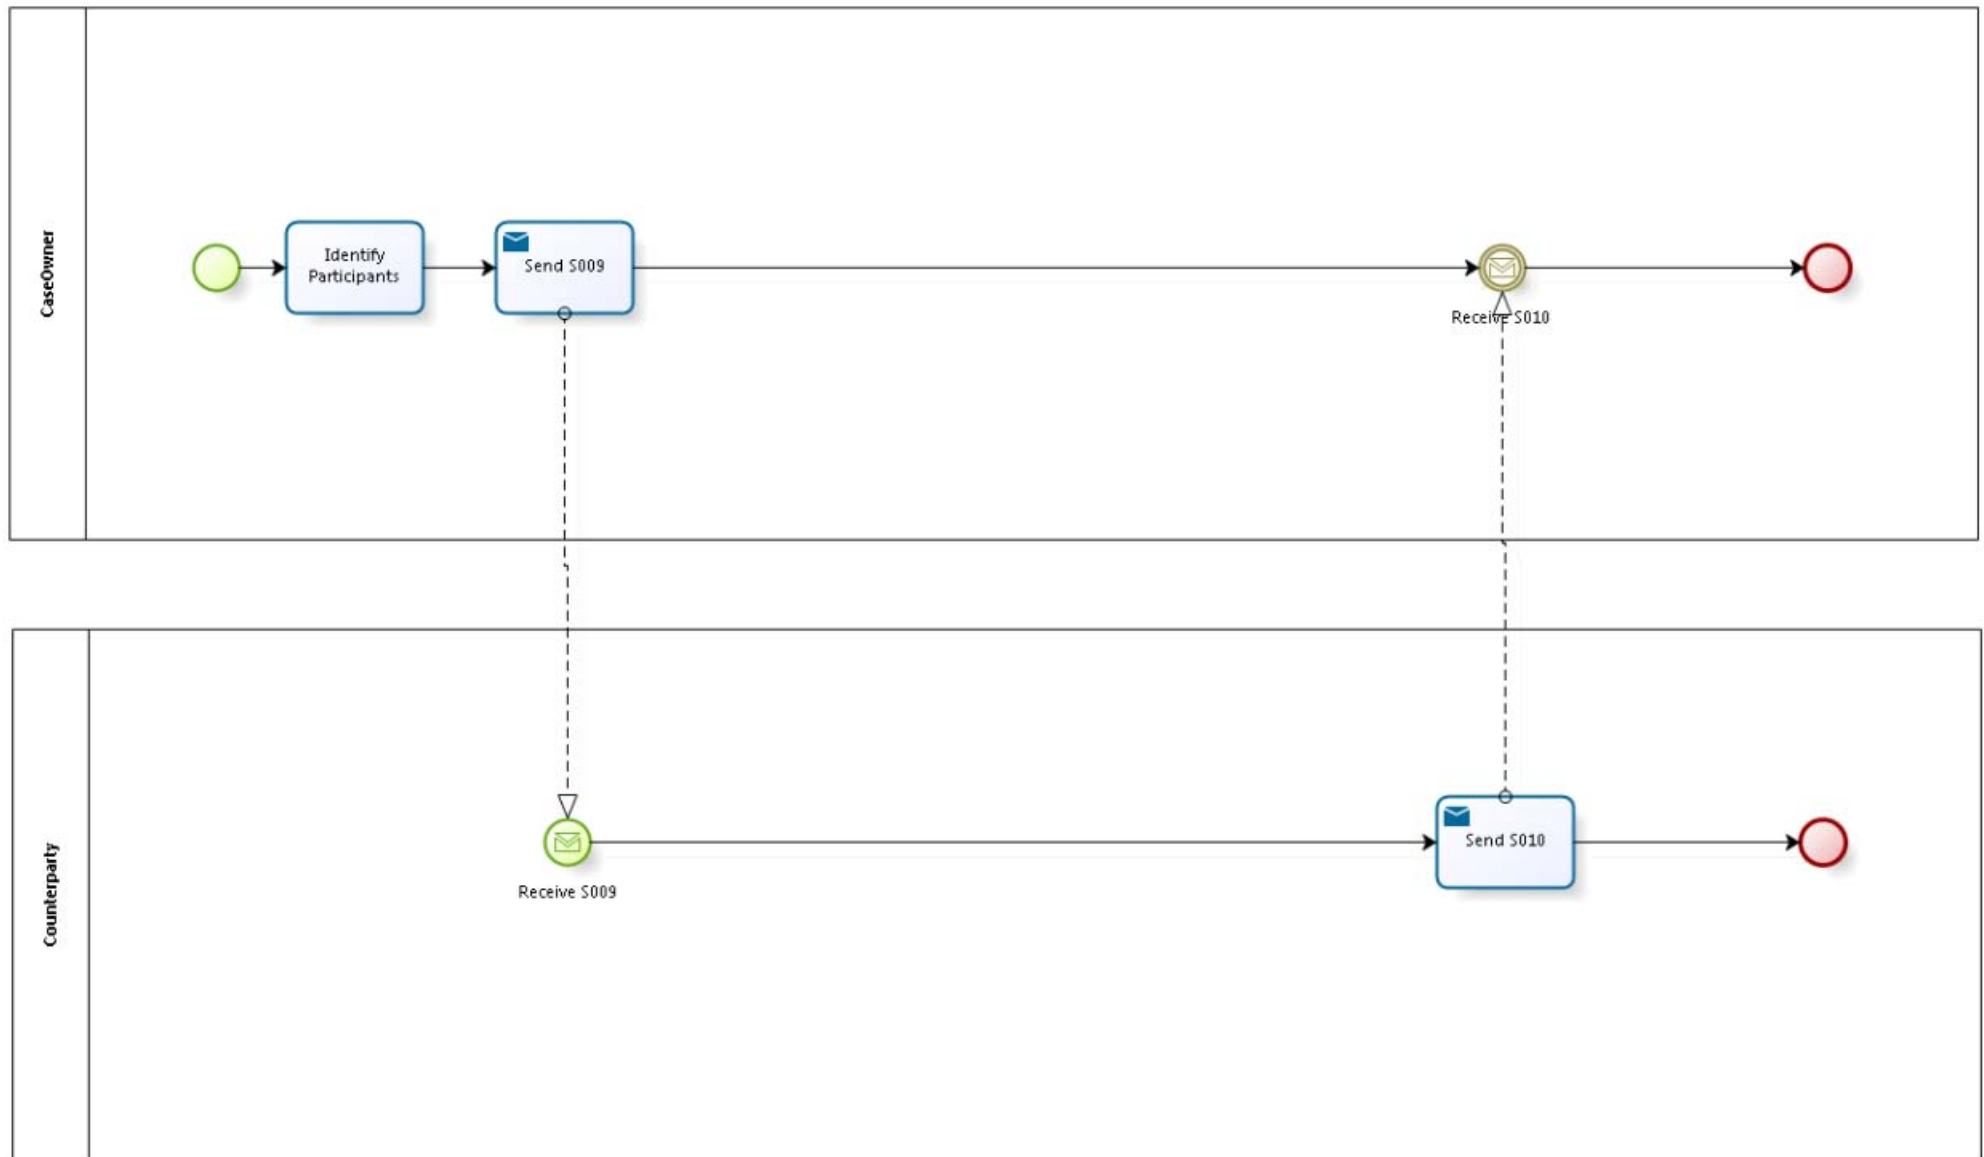 CaseOwner
Identify
Participants
Send S009
Receive S010
Counterparty
Receive S009
Send S010